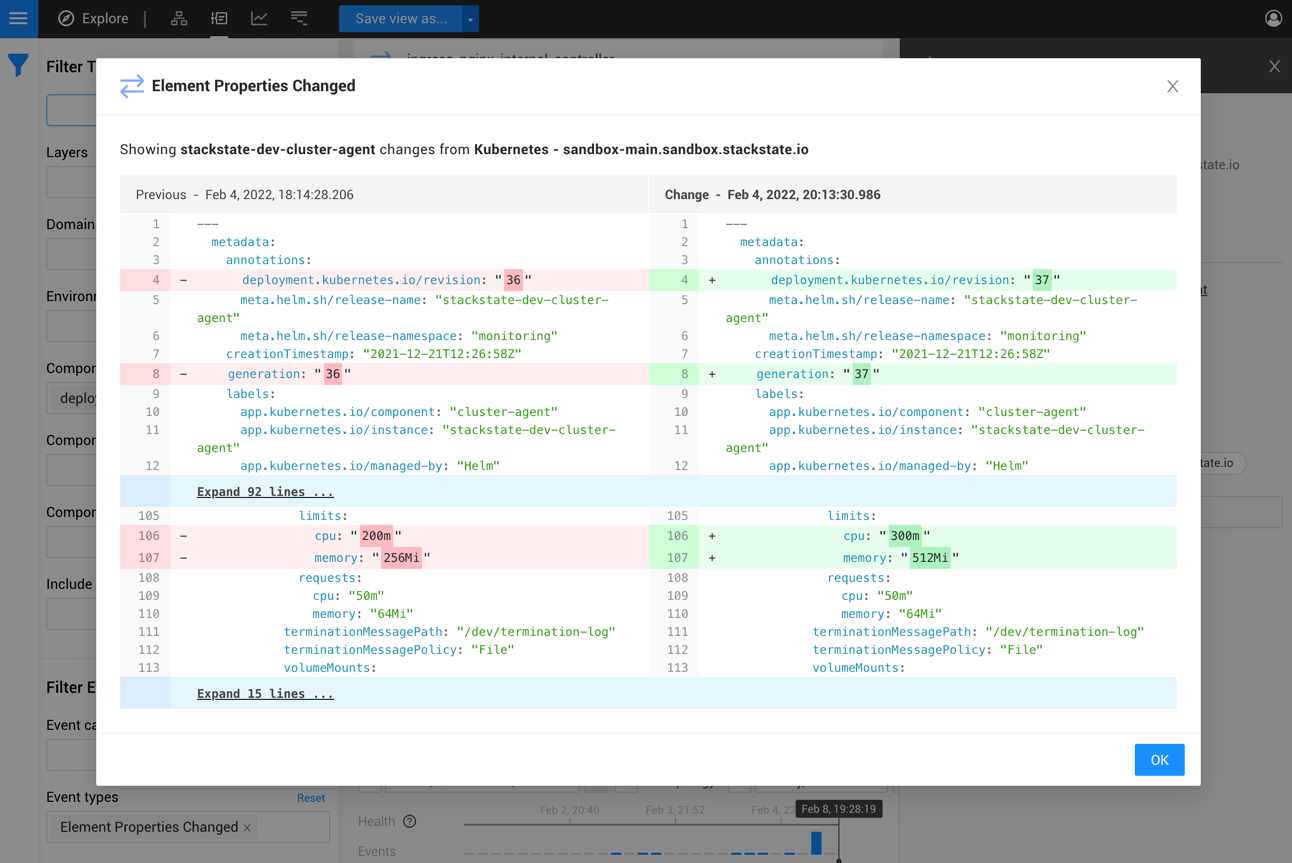 Explore
Save view as...
Element Properties Changed
Showing stackstate-dev-cluster-agent changes from Kubernetes - sandbox-main.sandbox.stackstate.io
Previous - Feb 4, 2022, 18:14:28.206
1 ---
2 metadata:
3 annotations:
4 - deployment.kubernetes.io/revision: "36"
5 meta.helm.sh/release-name: "stackstate-dev-cluster-
agent"
6 meta.helm.sh/release-namespace: "monitoring"
7 creationTimestamp: "2021-12-21T12:26:58Z"
8 - generation: "36"
9 labels:
10 app.kubernetes.io/component: "cluster-agent"
11 app.kubernetes.io/instance: "stackstate-dev-cluster-
agent"
12 app.kubernetes.io/managed-by: "Helm"
Expand 92 lines ...
105 limits:
106 - cpu: "200m"
107 - memory: "256Mi"
108 requests:
109 cpu: "50m"
110 memory: "64Mi"
111 terminationMessagePath: "/dev/termination-log"
112 terminationMessagePolicy: "File"
113 volumeMounts:
Expand 15 lines ...
Change - Feb 4, 2022, 20:13:30.986
1 ---
2 metadata:
3 annotations:
4 + deployment.kubernetes.io/revision: "37"
5 meta.helm.sh/release-name: "stackstate-dev-cluster-
agent"
6 meta.helm.sh/release-namespace: "monitoring"
7 creationTimestamp: "2021-12-21T12:26:58Z"
8 + generation: "37"
9 labels:
10 app.kubernetes.io/component: "cluster-agent"
11 app.kubernetes.io/instance: "stackstate-dev-cluster-
agent"
12 app.kubernetes.io/managed-by: "Helm"
105 limits:
106 + cpu: "300m"
107 + memory: "512Mi"
108 requests:
109 cpu: "50m"
110 memory: "64Mi"
111 terminationMessagePath: "/dev/termination-log"
112 terminationMessagePolicy: "File"
113 volumeMounts:
OK
Filter T
Layers
Domain
Environ
Compor
deploy
Compor
Compor
Include
Filter E
Event ca
Event types
Reset
Element Properties Changed ×
Feb 2, 20:40
Feb 3, 21:52
Feb 4, 23
Feb 8, 19:28:19
Health ?
Events
tate.io
tate.io